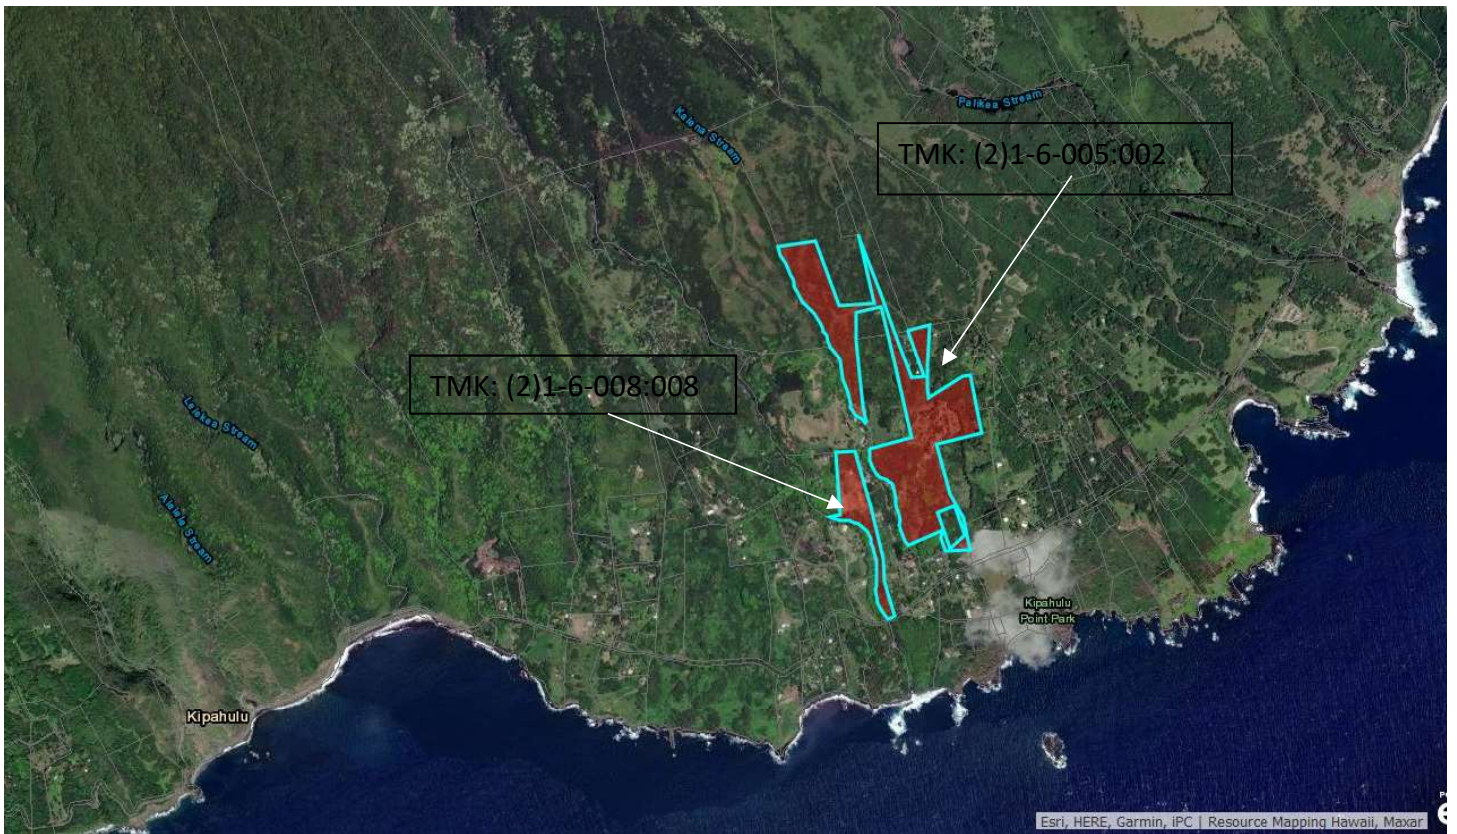 Palikea Stream
Kalena Stream
TMK: (2)1-6-005:002
TMK: (2)1-6-008:008
Lelekea Stream
Alelele Stream
Kipahulu
Point Park
Kipahulu
Esri, HERE, Garmin, iPC | Resource Mapping Hawaii, Maxar